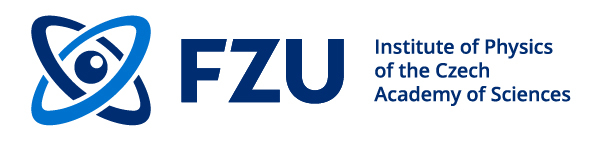 FZU
Institute of Physics
of the Czech
Academy of Sciences